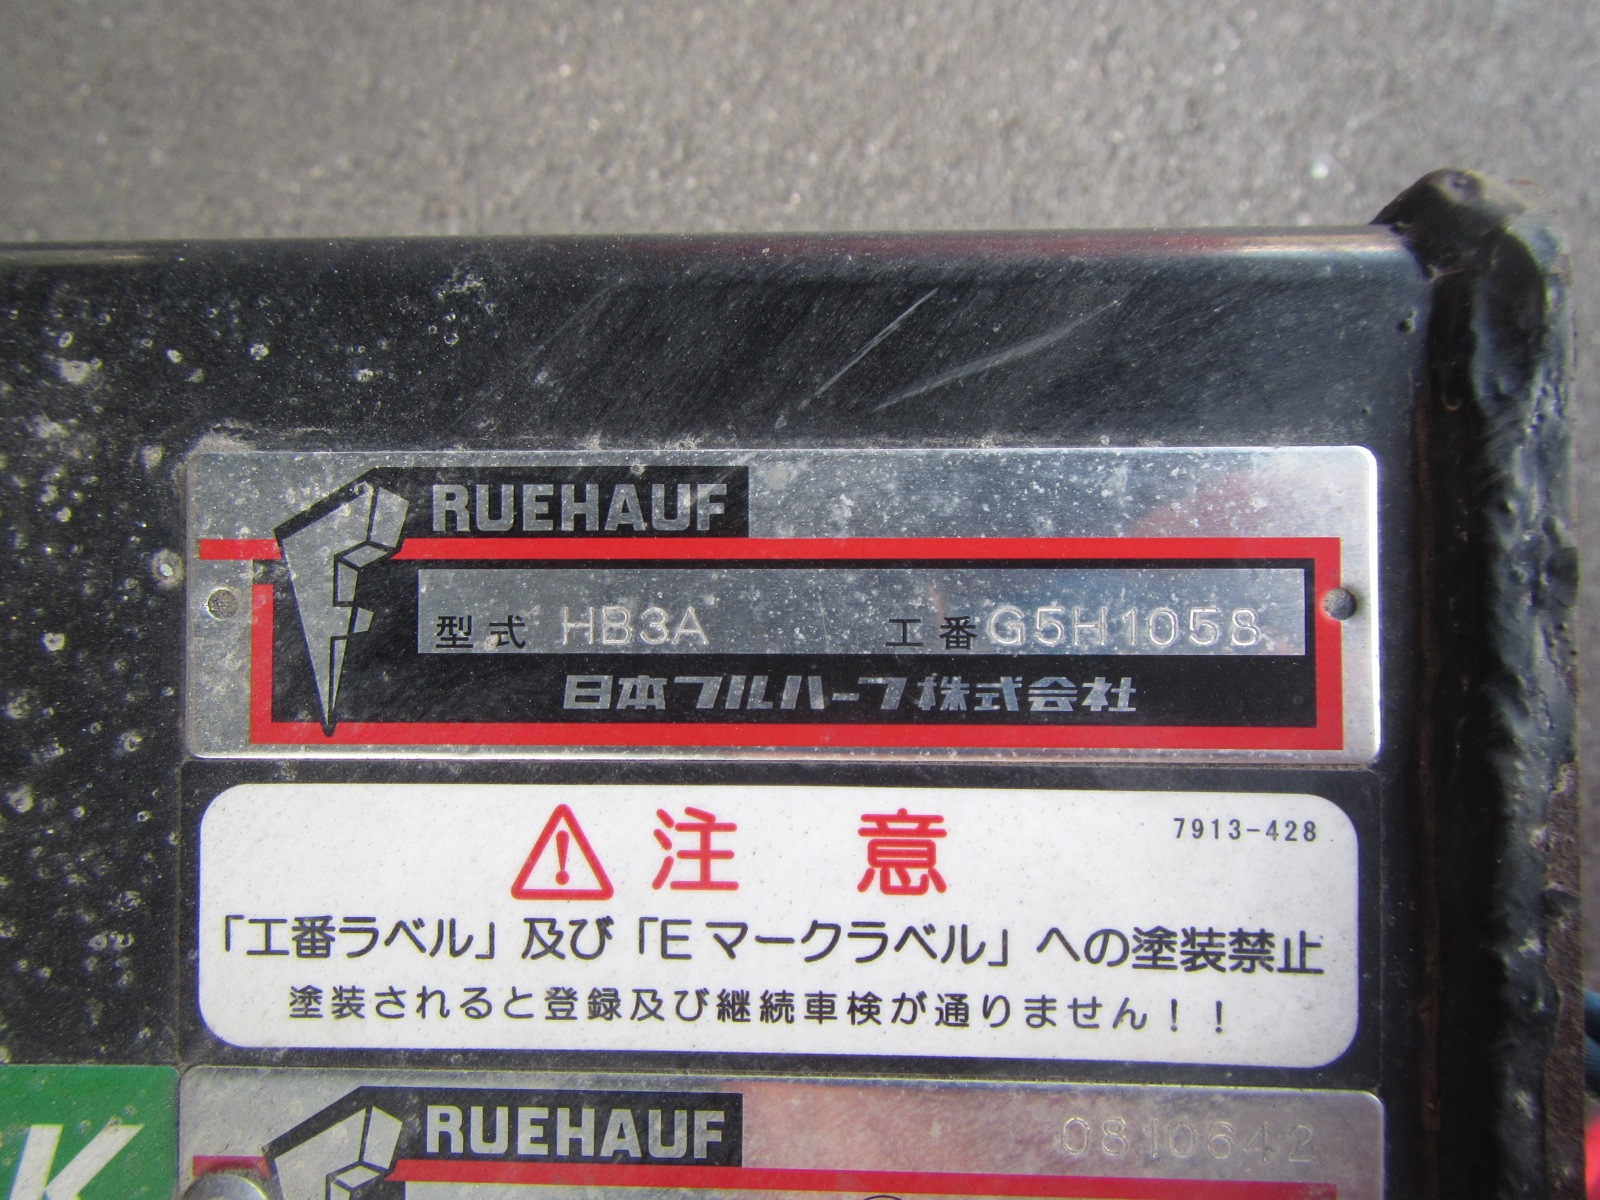 RUEHAUF
型式 HB3A 工番 G5H1058
日本フルハーフ株式会社
注意 7913-428
「工番ラベル」及び「Eマークラベル」への塗装禁止
塗装されると登録及び継続車検が通りません！！
RUEHAUF 0810642
K